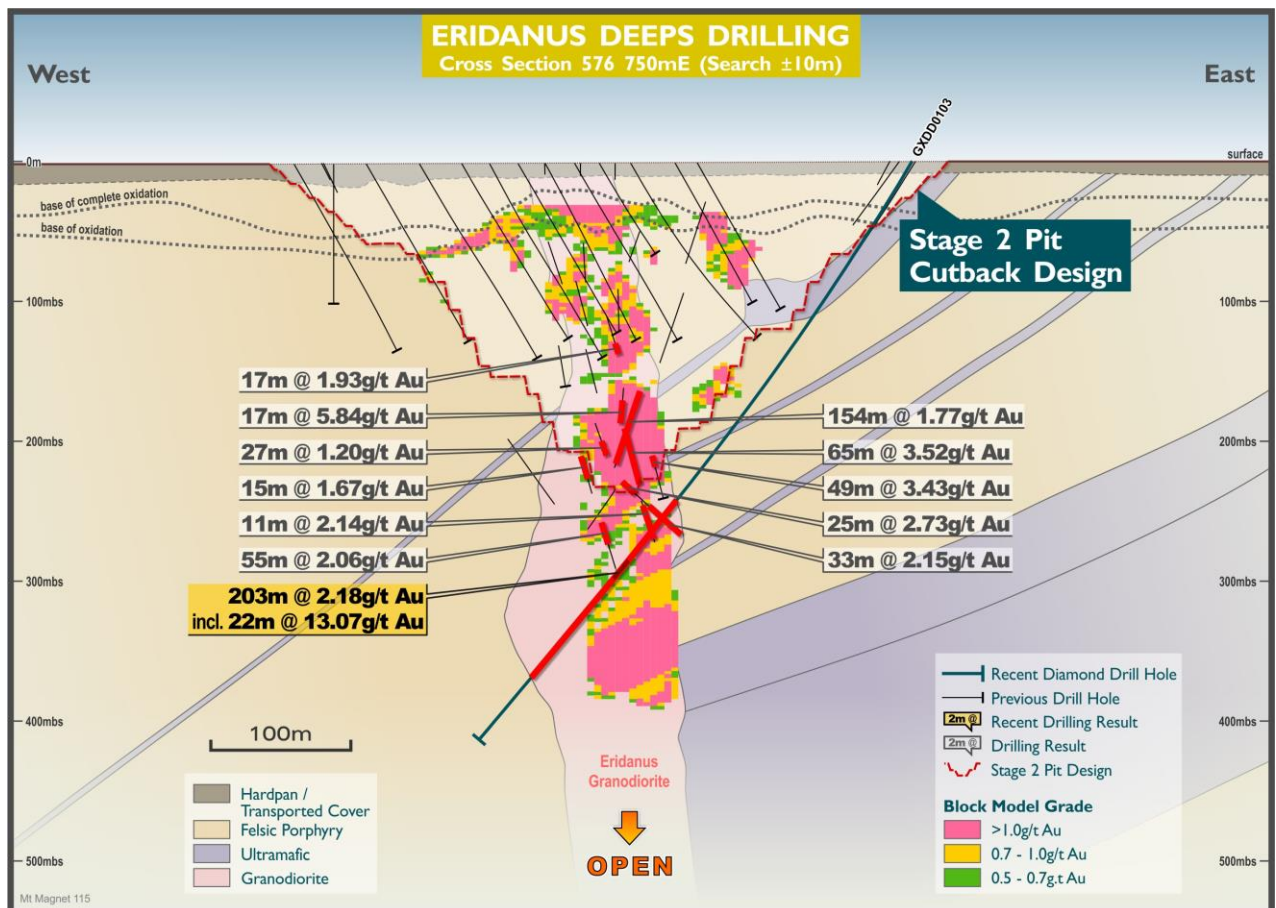 ERIDANUS DEEPS DRILLING
Cross Section 576 750mE (Search ±10m)
West
East
GXDD0103
0m
surface
base of complete oxidation
base of oxidation
Stage 2 Pit
Cutback Design
100mbs
100mbs
17m @ 1.93g/t Au
17m @ 5.84g/t Au
27m @ 1.20g/t Au
15m @ 1.67g/t Au
11m @ 2.14g/t Au
55m @ 2.06g/t Au
203m @ 2.18g/t Au
incl. 22m @ 13.07g/t Au
154m @ 1.77g/t Au
65m @ 3.52g/t Au
49m @ 3.43g/t Au
25m @ 2.73g/t Au
33m @ 2.15g/t Au
200mbs
200mbs
300mbs
300mbs
400mbs
400mbs
500mbs
500mbs
100m
Hardpan /
Transported Cover
Felsic Porphyry
Ultramafic
Granodiorite
Eridanus
Granodiorite
OPEN
Recent Diamond Drill Hole
Previous Drill Hole
2m @ Recent Drilling Result
2m @ Drilling Result
Stage 2 Pit Design
Block Model Grade
>1.0g/t Au
0.7 - 1.0g/t Au
0.5 - 0.7g.t Au
Mt Magnet 115